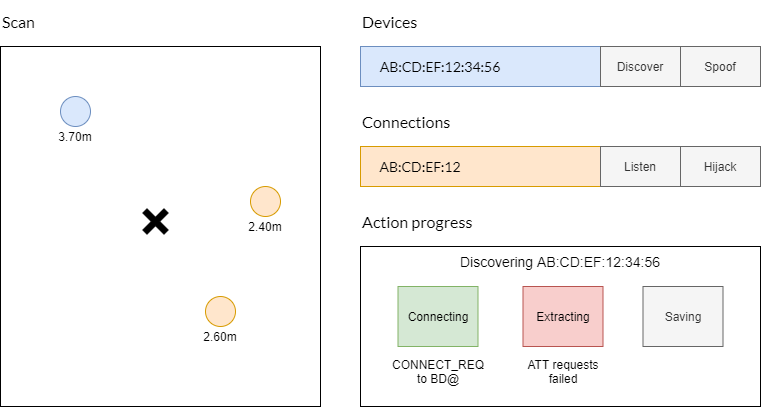 Scan
3.70m
2.40m
2.60m
Devices
AB:CD:EF:12:34:56
Discover
Spoof
Connections
AB:CD:EF:12
Listen
Hijack
Action progress
Discovering AB:CD:EF:12:34:56
Connecting
CONNECT_REQ
to BD@
Extracting
ATT requests
failed
Saving